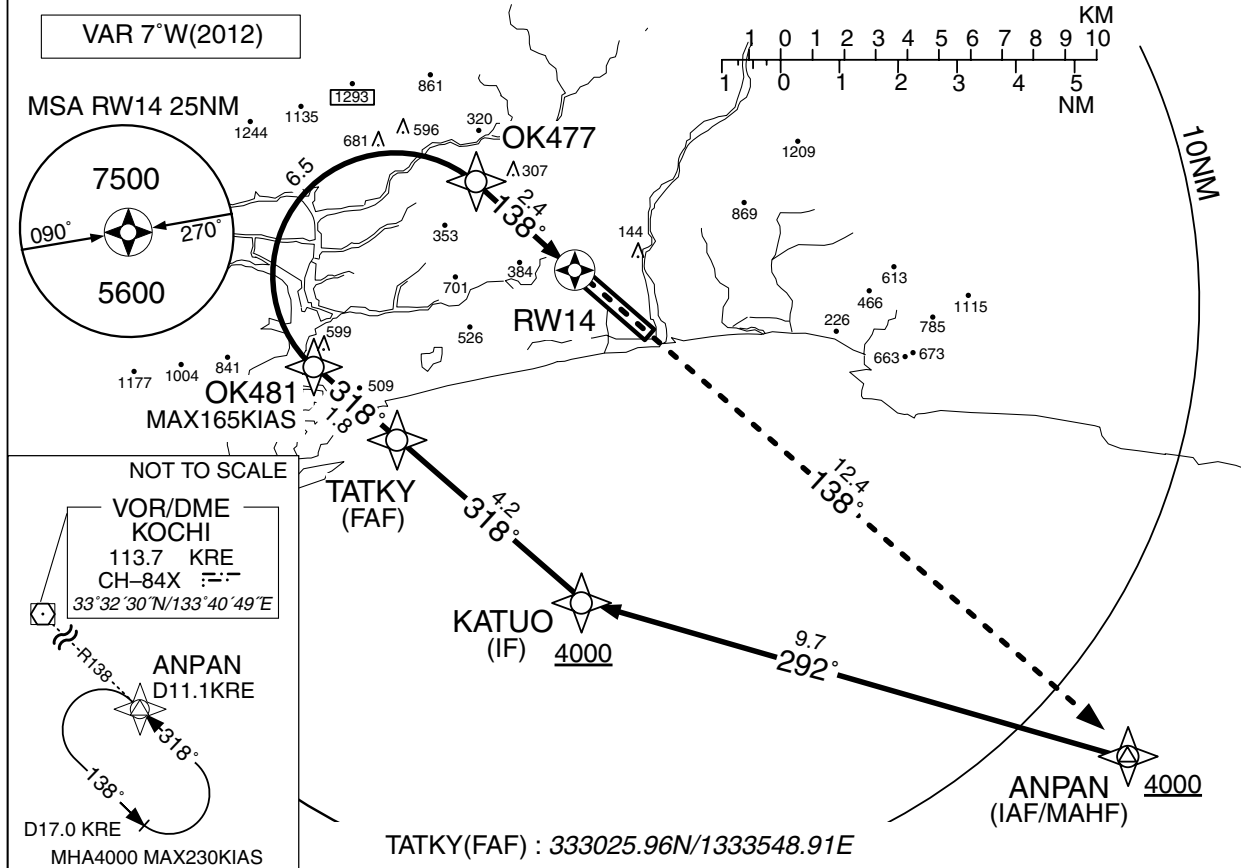 VAR 7°W(2012)
KM
1 0 1 2 3 4 5 6 7 8 9 10
1 0 1 2 3 4 5
NM
10NM
MSA RW14 25NM
7500
090°
270°
5600
861
1293
1135
1244
681
596
320
OK477
307
6.5
2.4
138°
1209
869
144
353
384
701
526
RW14
613
466
1115
785
226
663
673
599
841
1004
1177
OK481
MAX165KIAS
509
318°
1.8
TATKY
(FAF)
4.2
318°
12.4
138°
KATUO
(IF)
4000
9.7
292°
ANPAN
(IAF/MAHF)
4000
NOT TO SCALE
VOR/DME
KOCHI
113.7 KRE
CH–84X
33°32´30˝N/133°40´49˝E
R138
ANPAN
D11.1KRE
318°
138°
D17.0 KRE
MHA4000 MAX230KIAS
TATKY(FAF) : 333025.96N/1333548.91E